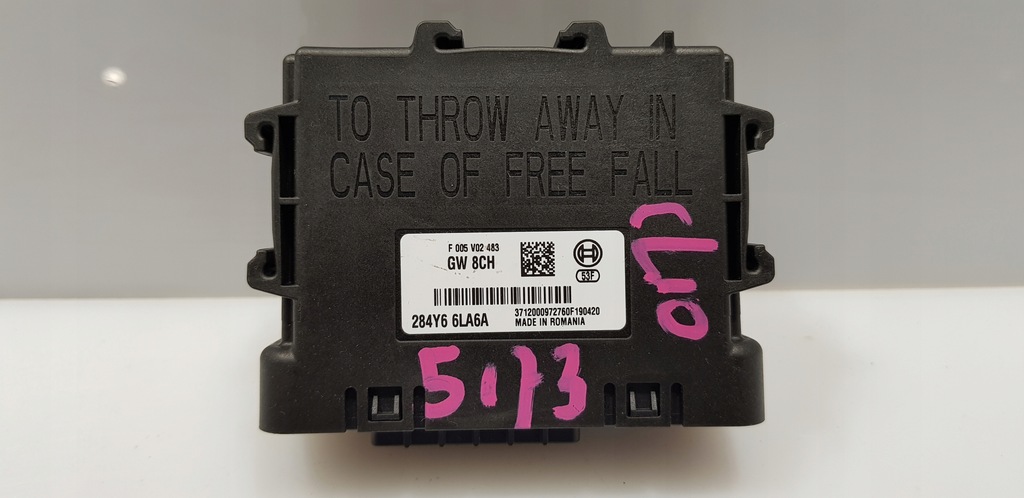 TO THROW AWAY IN
CASE OF FREE FALL
F 005 V02 483
GW 8CH
53F
284Y6 6LA6A
3712000972760F190420
MADE IN ROMANIA
5173